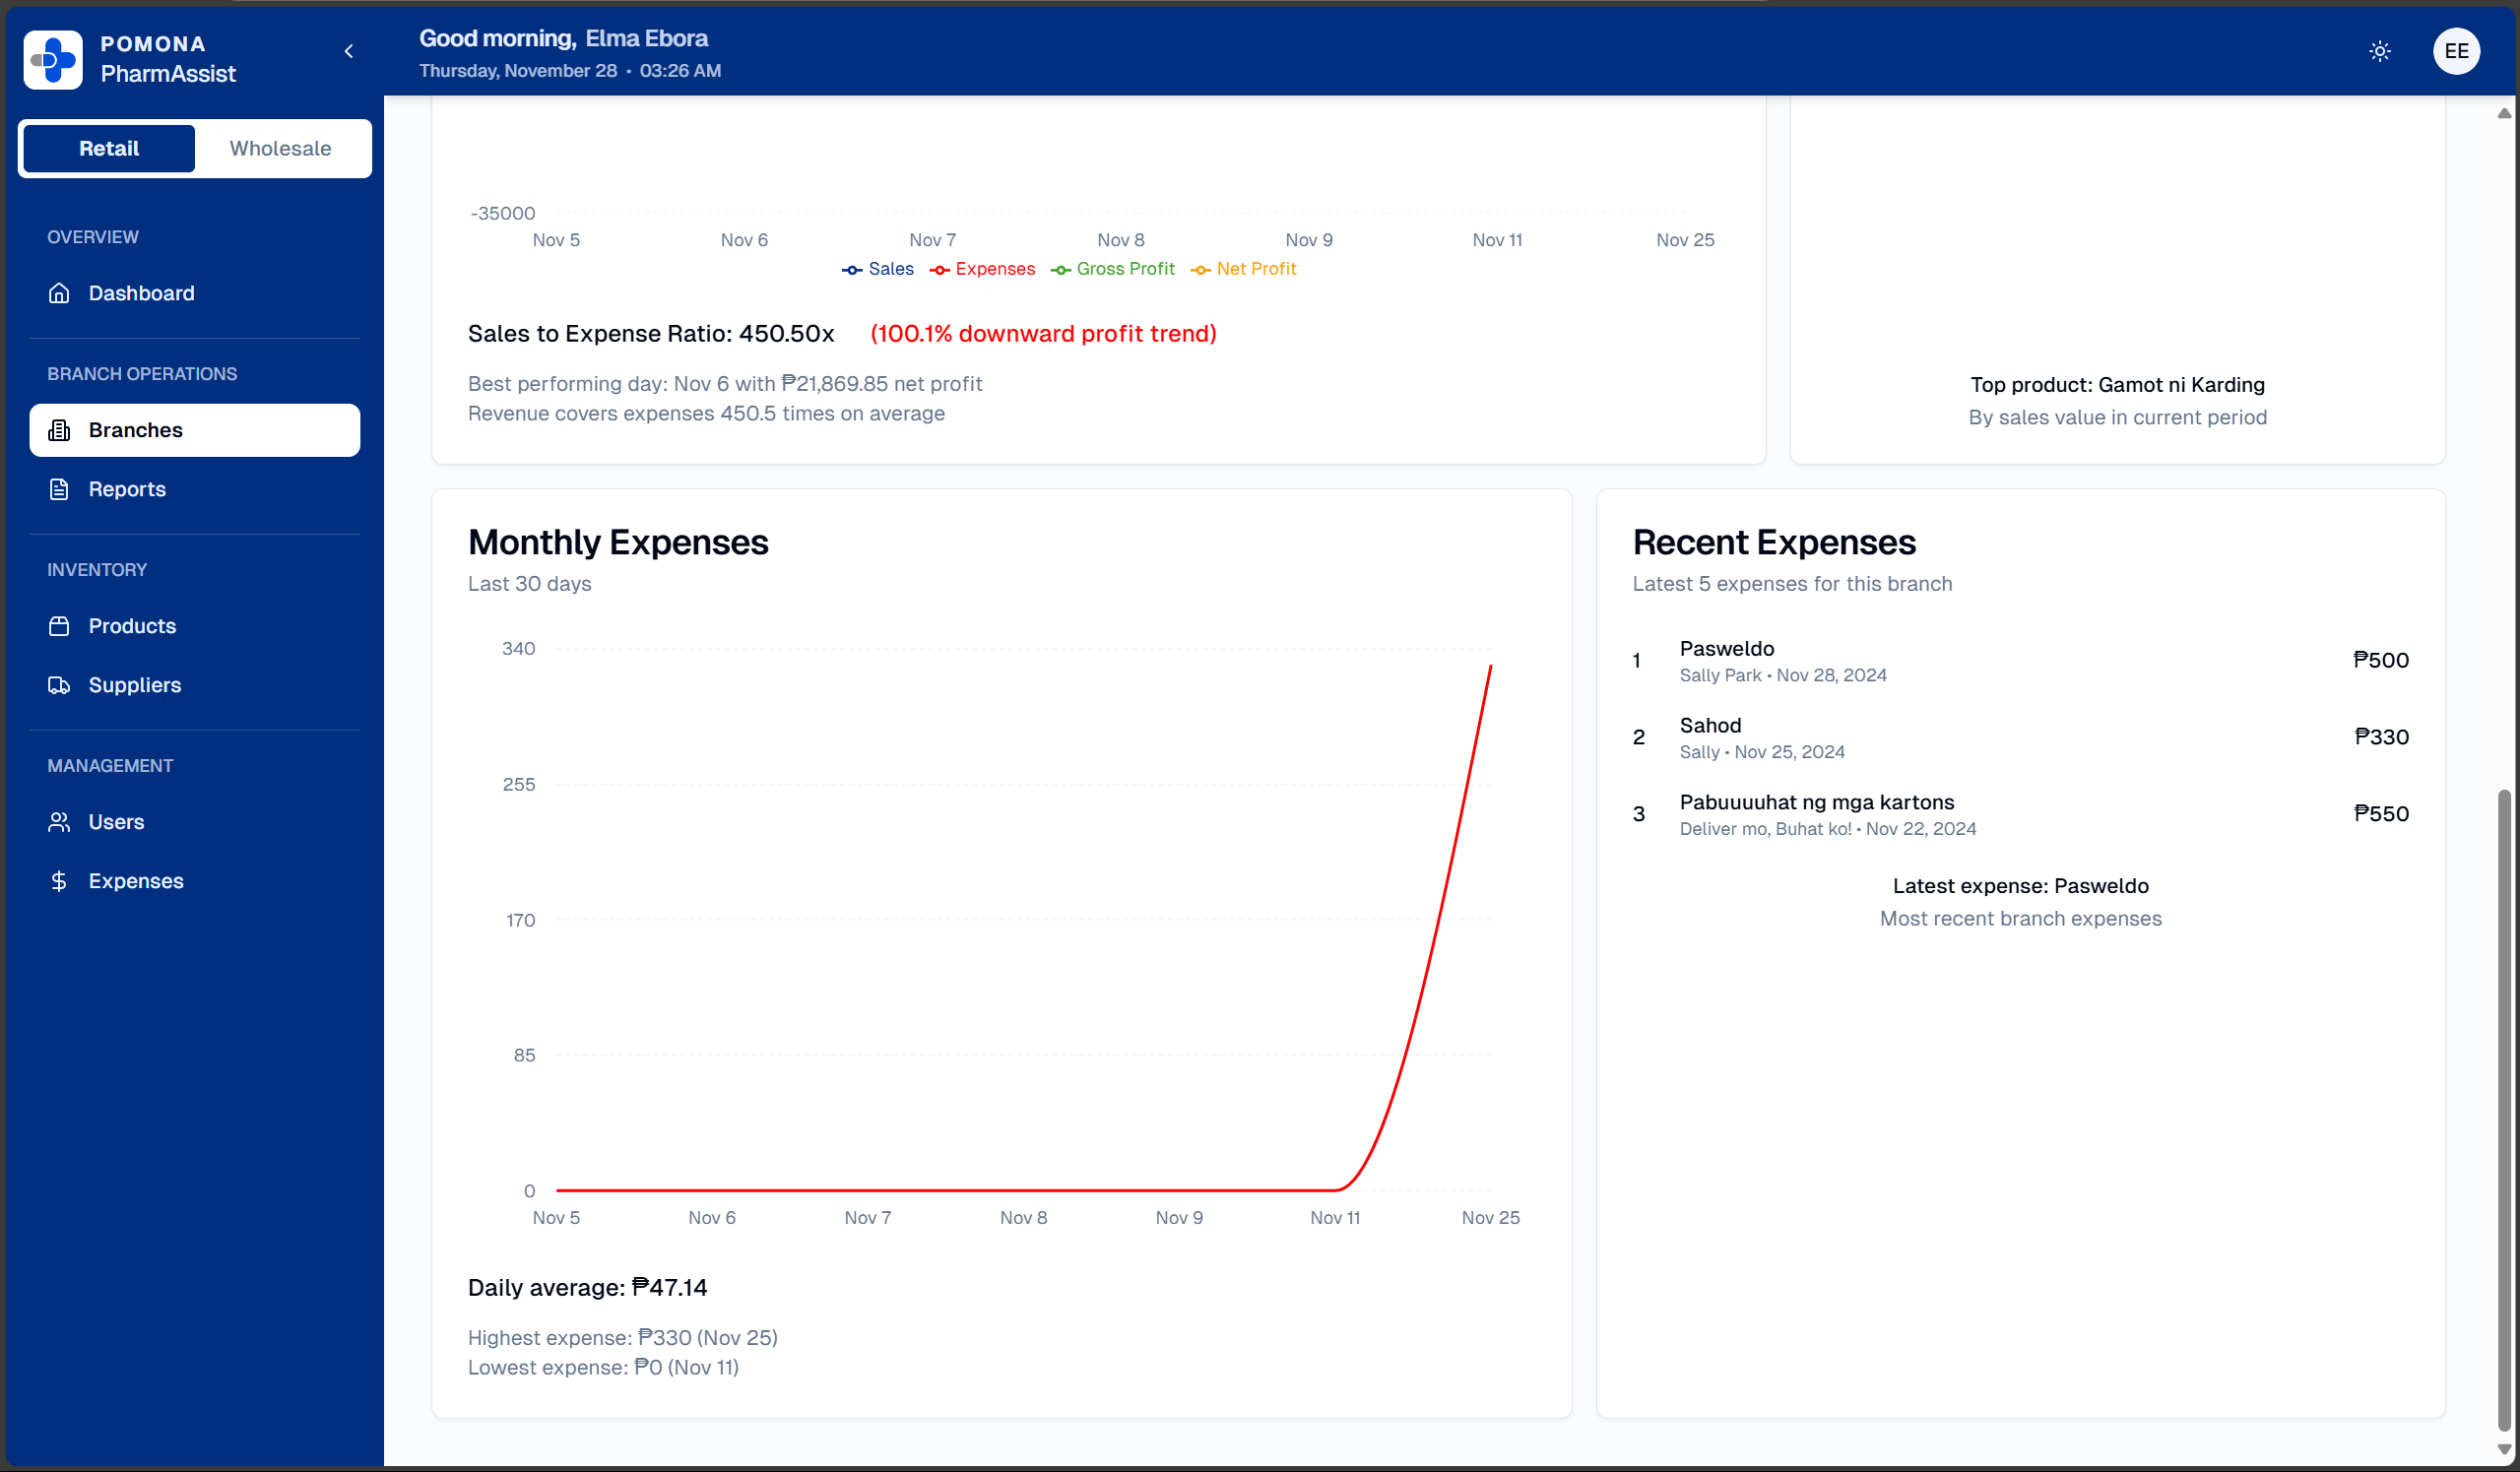 POMONA
PharmAssist
Retail
Wholesale
OVERVIEW
Dashboard
BRANCH OPERATIONS
Branches
Reports
INVENTORY
Products
Suppliers
MANAGEMENT
Users
Expenses
Good morning, Elma Ebora
Thursday, November 28 • 03:26 AM
EE
-35000
Nov 5 Nov 6 Nov 7 Nov 8 Nov 9 Nov 11 Nov 25
Sales Expenses Gross Profit Net Profit
Sales to Expense Ratio: 450.50x (100.1% downward profit trend)
Best performing day: Nov 6 with ₱21,869.85 net profit
Revenue covers expenses 450.5 times on average
Top product: Gamot ni Karding
By sales value in current period
Monthly Expenses
Last 30 days
340
255
170
85
0
Nov 5 Nov 6 Nov 7 Nov 8 Nov 9 Nov 11 Nov 25
Daily average: ₱47.14
Highest expense: ₱330 (Nov 25)
Lowest expense: ₱0 (Nov 11)
Recent Expenses
Latest 5 expenses for this branch
1 Pasweldo ₱500
Sally Park • Nov 28, 2024
2 Sahod ₱330
Sally • Nov 25, 2024
3 Pabuuuuhat ng mga kartons ₱550
Deliver mo, Buhat ko! • Nov 22, 2024
Latest expense: Pasweldo
Most recent branch expenses